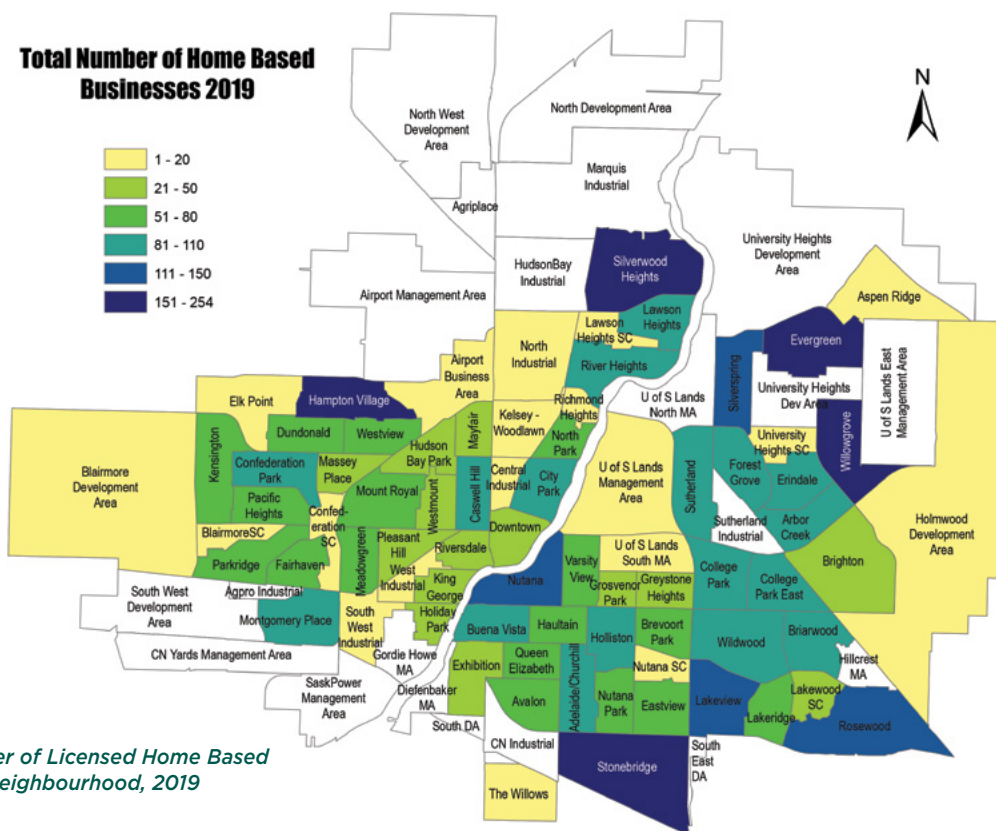 Total Number of Home Based
Businesses 2019
1 - 20
21 - 50
51 - 80
81 - 110
111 - 150
151 - 254
N
North West
Development
Area
North Development Area
Marquis
Industrial
Agriplace
University Heights
Development
Area
HudsonBay
Industrial
Silverwood
Heights
Airport Management Area
Aspen Ridge
Lawson
Heights
Lawson
Heights SC
North
Industrial
Evergreen
River Heights
Airport
Business
Area
Silverspring
University Heights
Dev Area
U of S Lands East
Management Area
U of S Lands
North MA
Elk Point
Hampton Village
Richmond
Heights
Kelsey -
Woodlawn
Mayfair
North
Park
Willowgrove
Blairmore
Development
Area
Kensington
Dundonald
Westview
Hudson
Bay Park
University
Heights SC
Confederation
Park
Massey
Place
Central
Industrial
City
Park
U of S Lands
Management
Area
Sutherland
Forest
Grove
Erindale
Pacific
Heights
Mount Royal
Westmount
Caswell Hill
Holmwood
Development
Area
Confed-
eration
SC
Sutherland
Industrial
Arbor
Creek
BlairmoreSC
Meadowgreen
Pleasant
Hill
Downtown
Riversdale
U of S Lands
South MA
Brighton
Parkridge
Fairhaven
West
Industrial
Varsity
View
Agpro Industrial
King
George
Nutana
Grosvenor
Park
Greystone
Heights
College
Park
College
Park East
South West
Development
Area
Montgomery Place
South
West
Industrial
Holiday
Park
Buena Vista
Haultain
Holliston
Brevoort
Park
Wildwood
Briarwood
Gordie Howe
MA
CN Yards Management Area
Exhibition
Queen
Elizabeth
Adelaide/Churchill
Nutana SC
Hillcrest
MA
SaskPower
Management
Area
Diefenbaker
MA
Avalon
Nutana
Park
Eastview
Lakeview
Lakeridge
Lakewood
SC
Rosewood
South DA
CN Industrial
South
East
DA
Stonebridge
The Willows
er of Licensed Home Based
eighbourhood, 2019